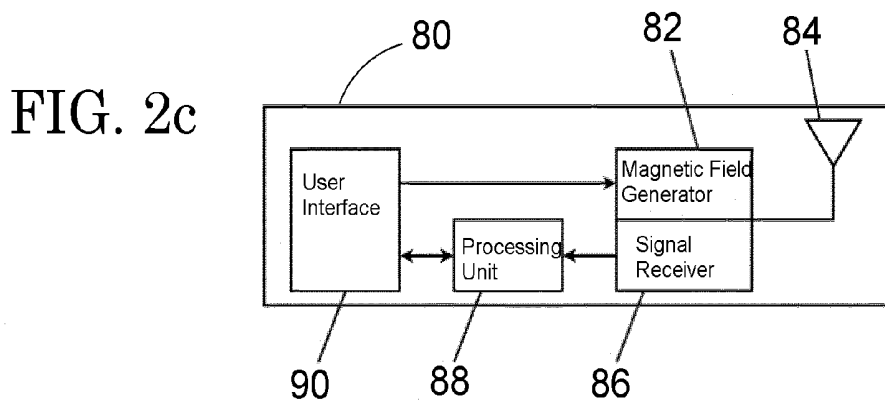 80
82
84
FIG. 2c
User
Interface
Magnetic Field
Generator
Processing
Unit
Signal
Receiver
90
88
86